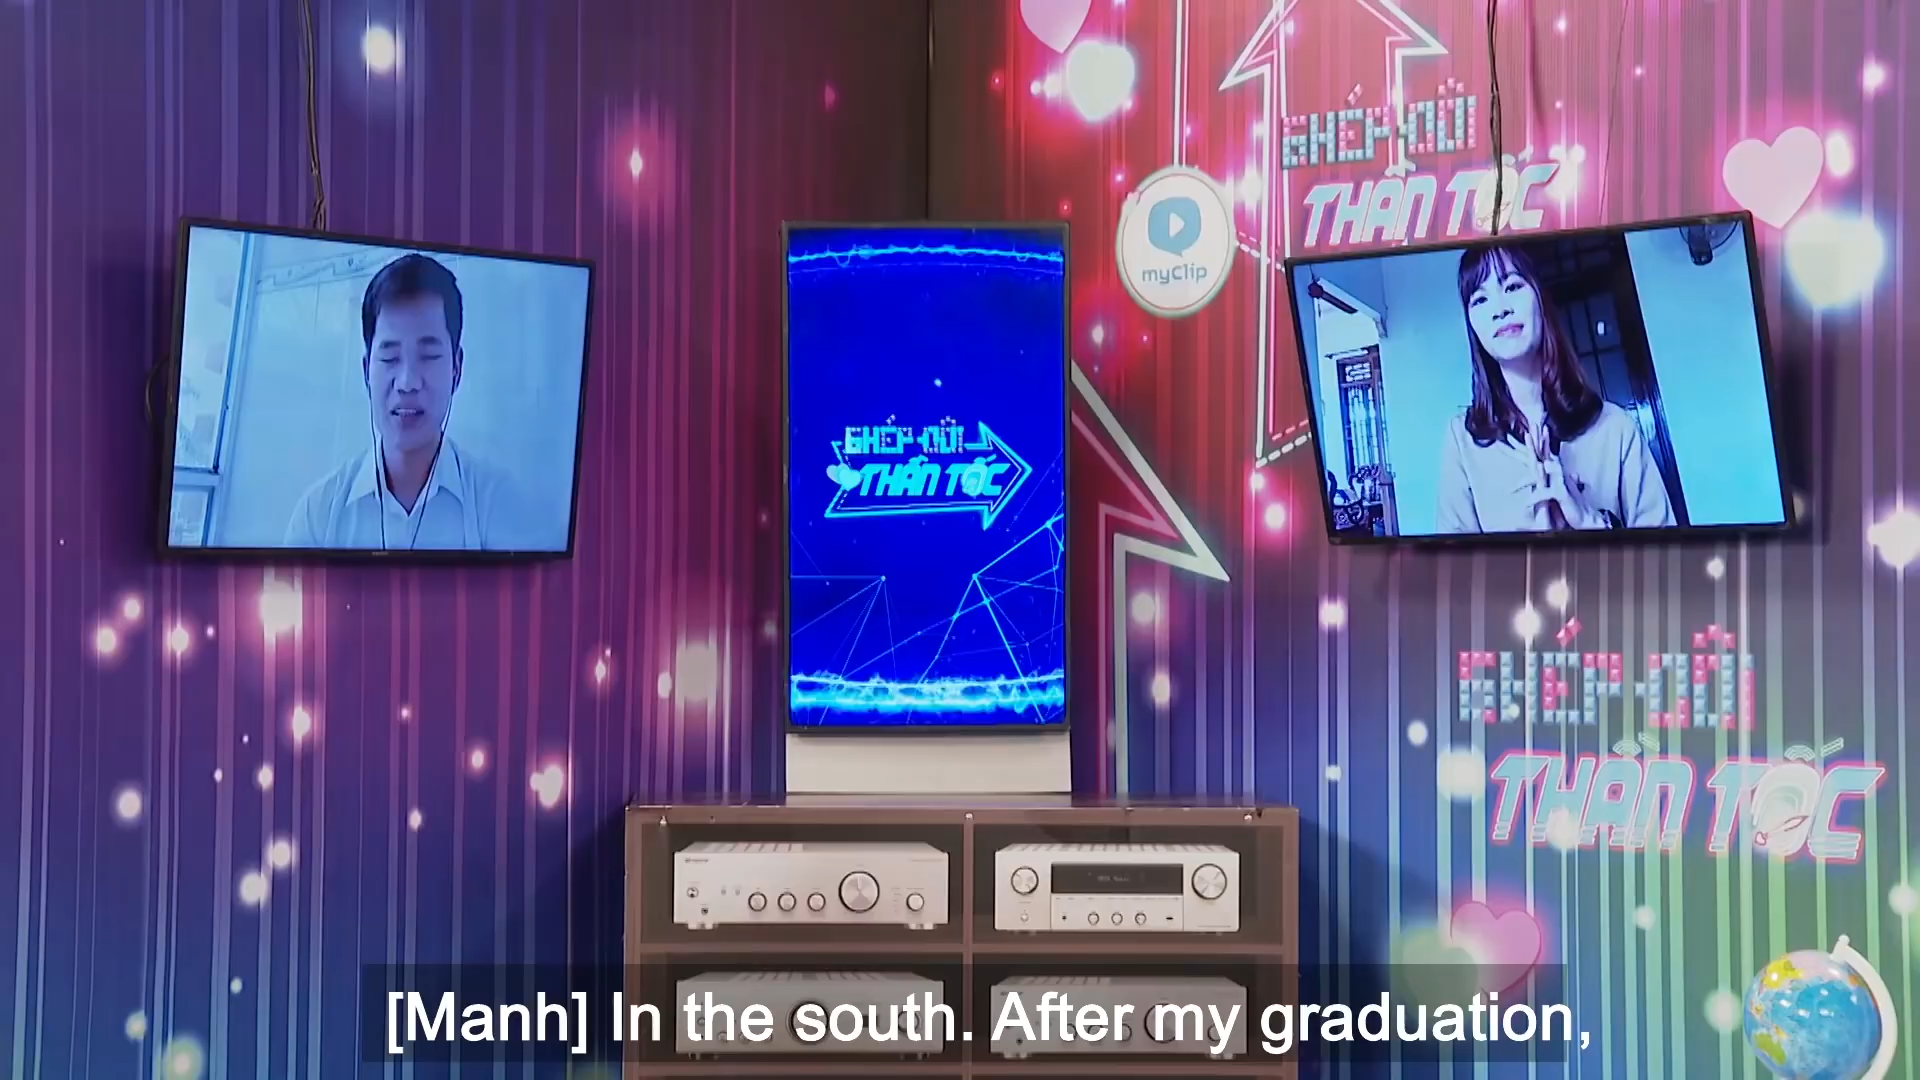 GHÉP ĐÔI
THẦN TỐC
myClip
GHÉP ĐÔI
THẦN TỐC
GHÉP ĐÔI
THẦN TỐC
[Manh] In the south. After my graduation,